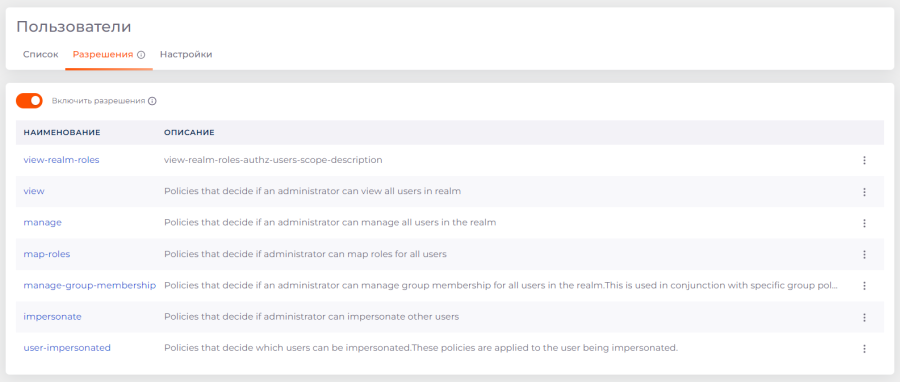 Пользователи
Список Разрешения Настройки
Включить разрешения
НАИМЕНОВАНИЕ ОПИСАНИЕ
view-realm-roles view-realm-roles-authz-users-scope-description
view Policies that decide if an administrator can view all users in realm
manage Policies that decide if an administrator can manage all users in the realm
map-roles Policies that decide if administrator can map roles for all users
manage-group-membership Policies that decide if an administrator can manage group membership for all users in the realm.This is used in conjunction with specific group pol...
impersonate Policies that decide if administrator can impersonate other users
user-impersonated Policies that decide which users can be impersonated.These policies are applied to the user being impersonated.